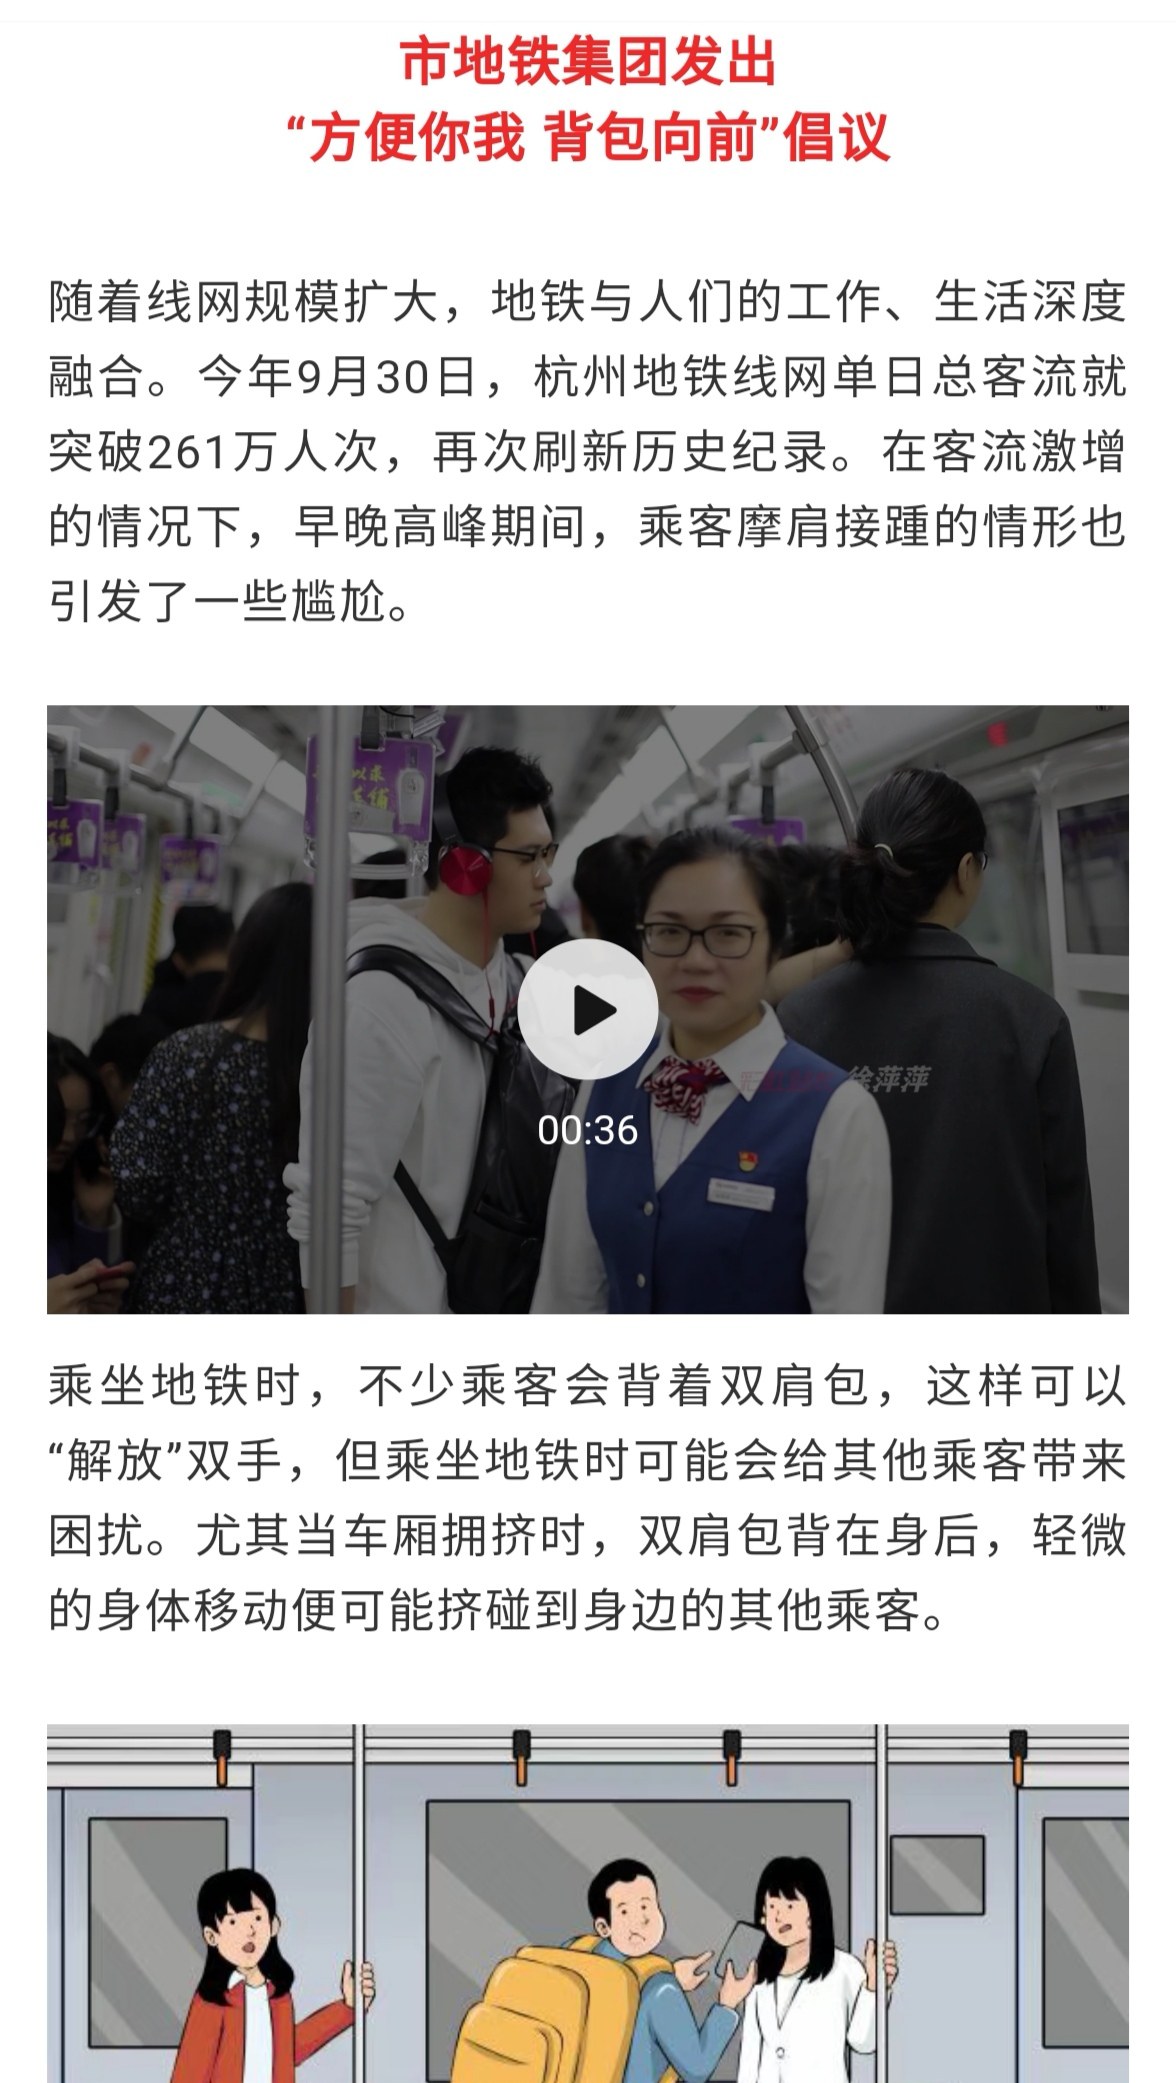 市地铁集团发出
“方便你我 背包向前”倡议
随着线网规模扩大，地铁与人们的工作、生活深度
融合。今年9月30日，杭州地铁线网单日总客流就
突破261万人次，再次刷新历史纪录。在客流激增
的情况下，早晚高峰期间，乘客摩肩接踵的情形也
引发了一些尴尬。
徐萍萍
00:36
乘坐地铁时，不少乘客会背着双肩包，这样可以
“解放”双手，但乘坐地铁时可能会给其他乘客带来
困扰。尤其当车厢拥挤时，双肩包背在身后，轻微
的身体移动便可能挤碰到身边的其他乘客。